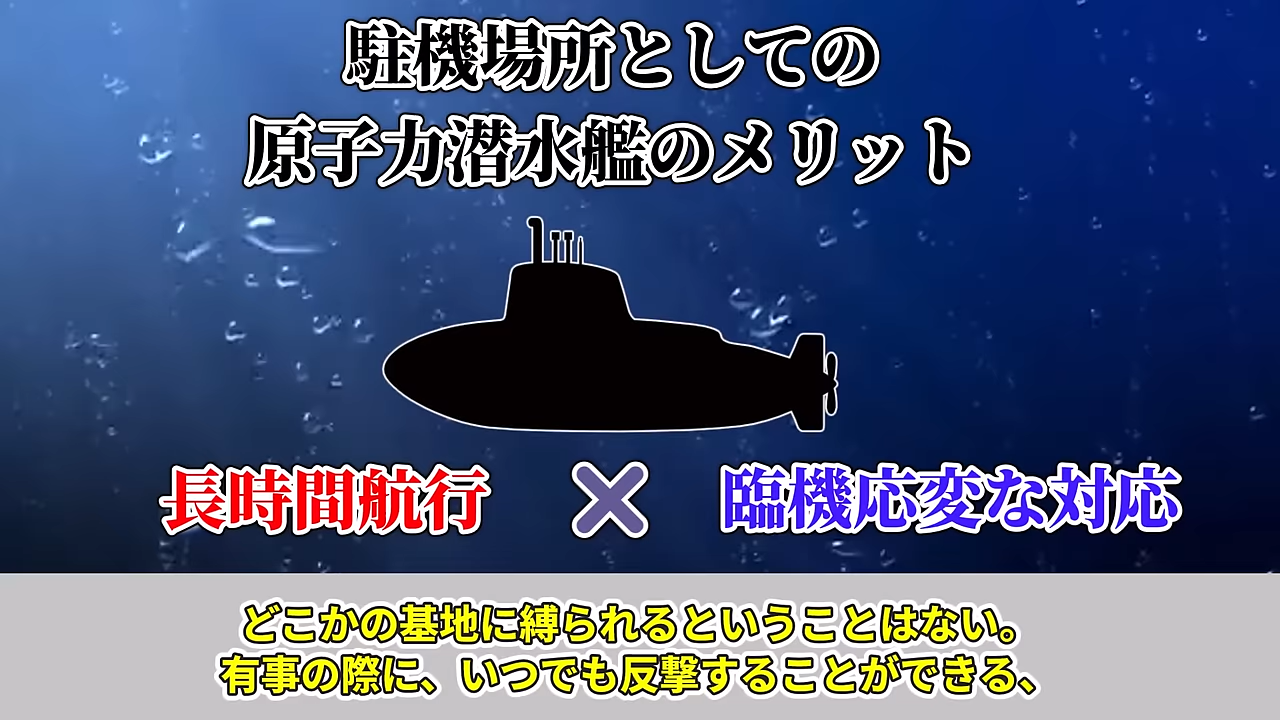 駐機場所としての
原子力潜水艦のメリット
長時間航行 × 臨機応変な対応
どこかの基地に縛られるということはない。
有事の際に、いつでも反撃することができる、